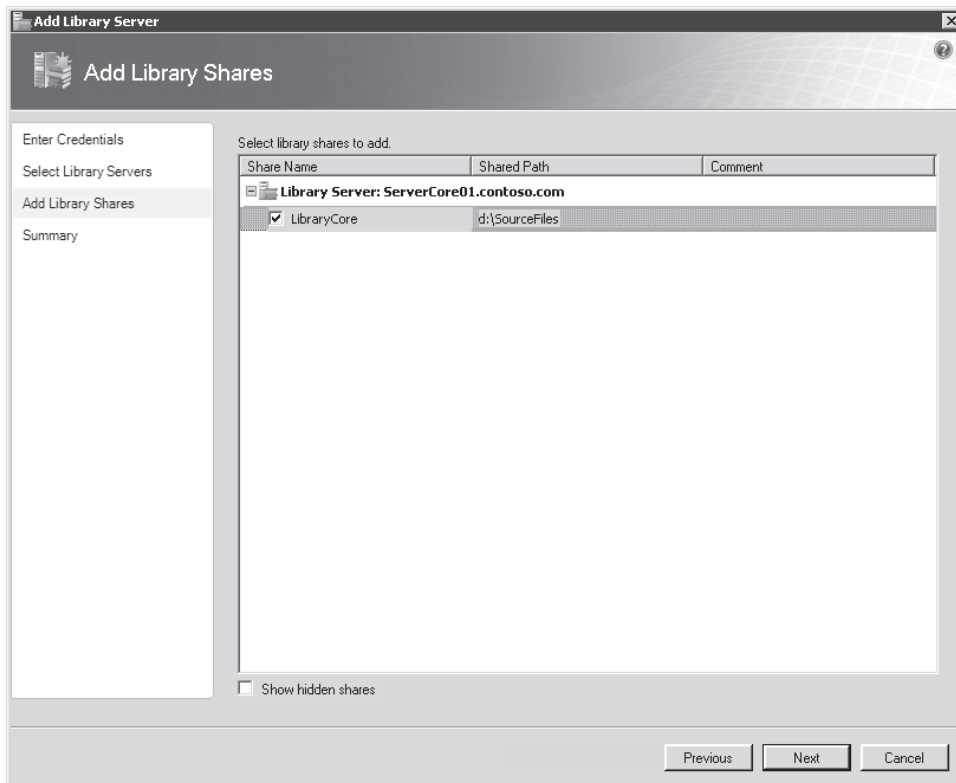 Add Library Server
Add Library Shares
Enter Credentials
Select Library Servers
Add Library Shares
Summary
Select library shares to add.
Share Name Shared Path Comment
Library Server: ServerCore01.contoso.com
LibraryCore d:\SourceFiles
Show hidden shares
Previous Next Cancel